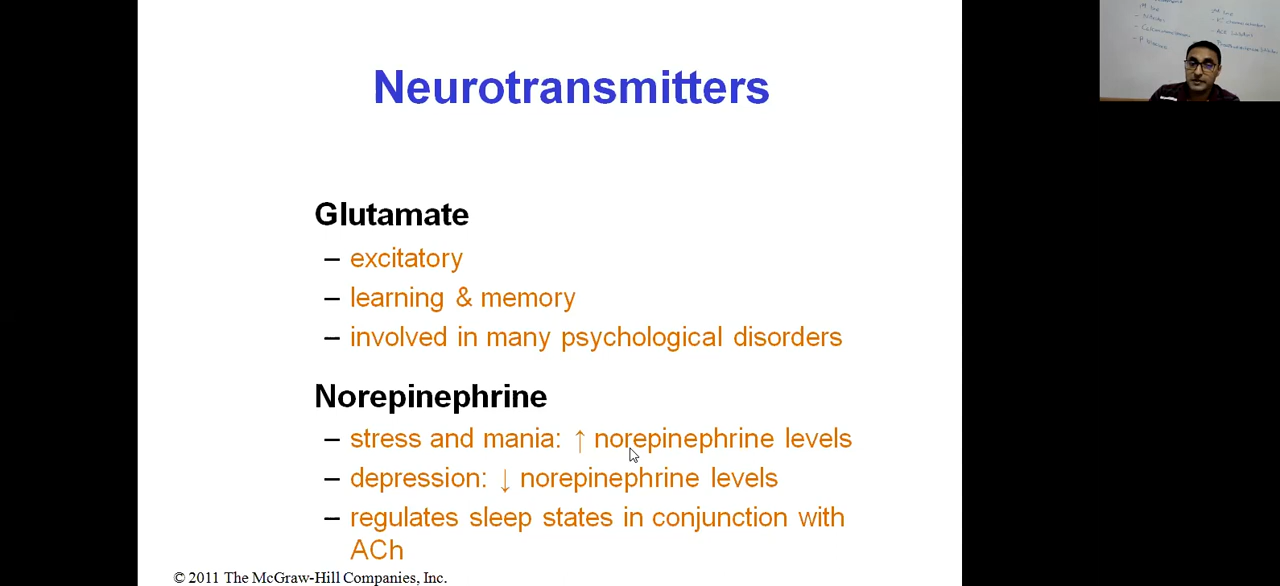 Neurotransmitters
Glutamate
– excitatory
– learning & memory
– involved in many psychological disorders
Norepinephrine
– stress and mania: ↑ norepinephrine levels
– depression: ↓ norepinephrine levels
– regulates sleep states in conjunction with
ACh
© 2011 The McGraw-Hill Companies, Inc.